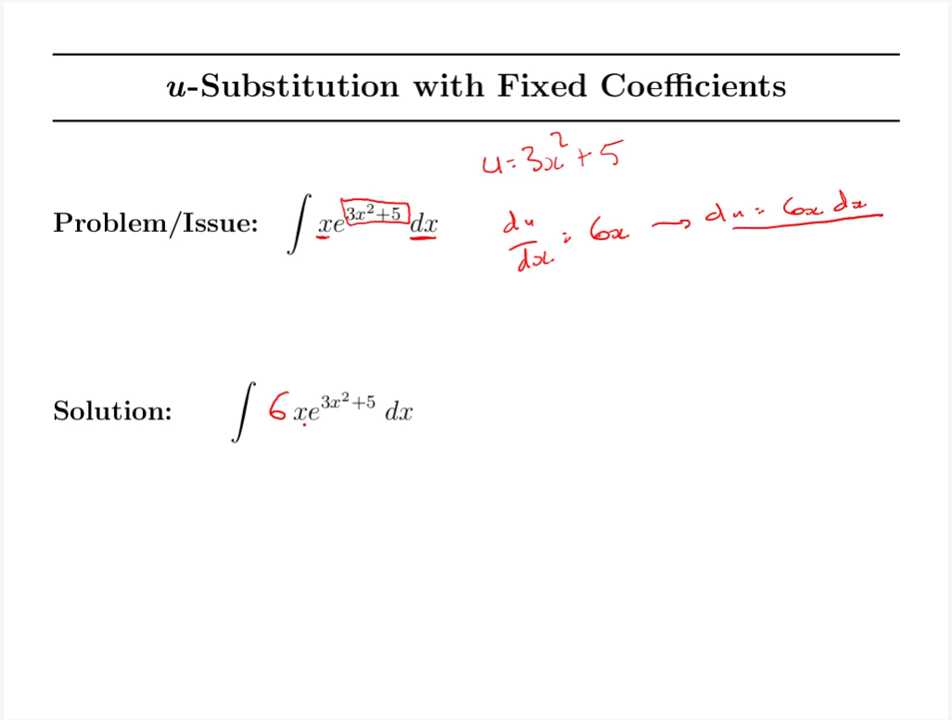 u-Substitution with Fixed Coefficients
u = 3x² + 5
Problem/Issue: ∫ xe^{3x²+5} dx
du/dx = 6x → du = 6x dx
Solution: ∫ 6xe^{3x²+5} dx